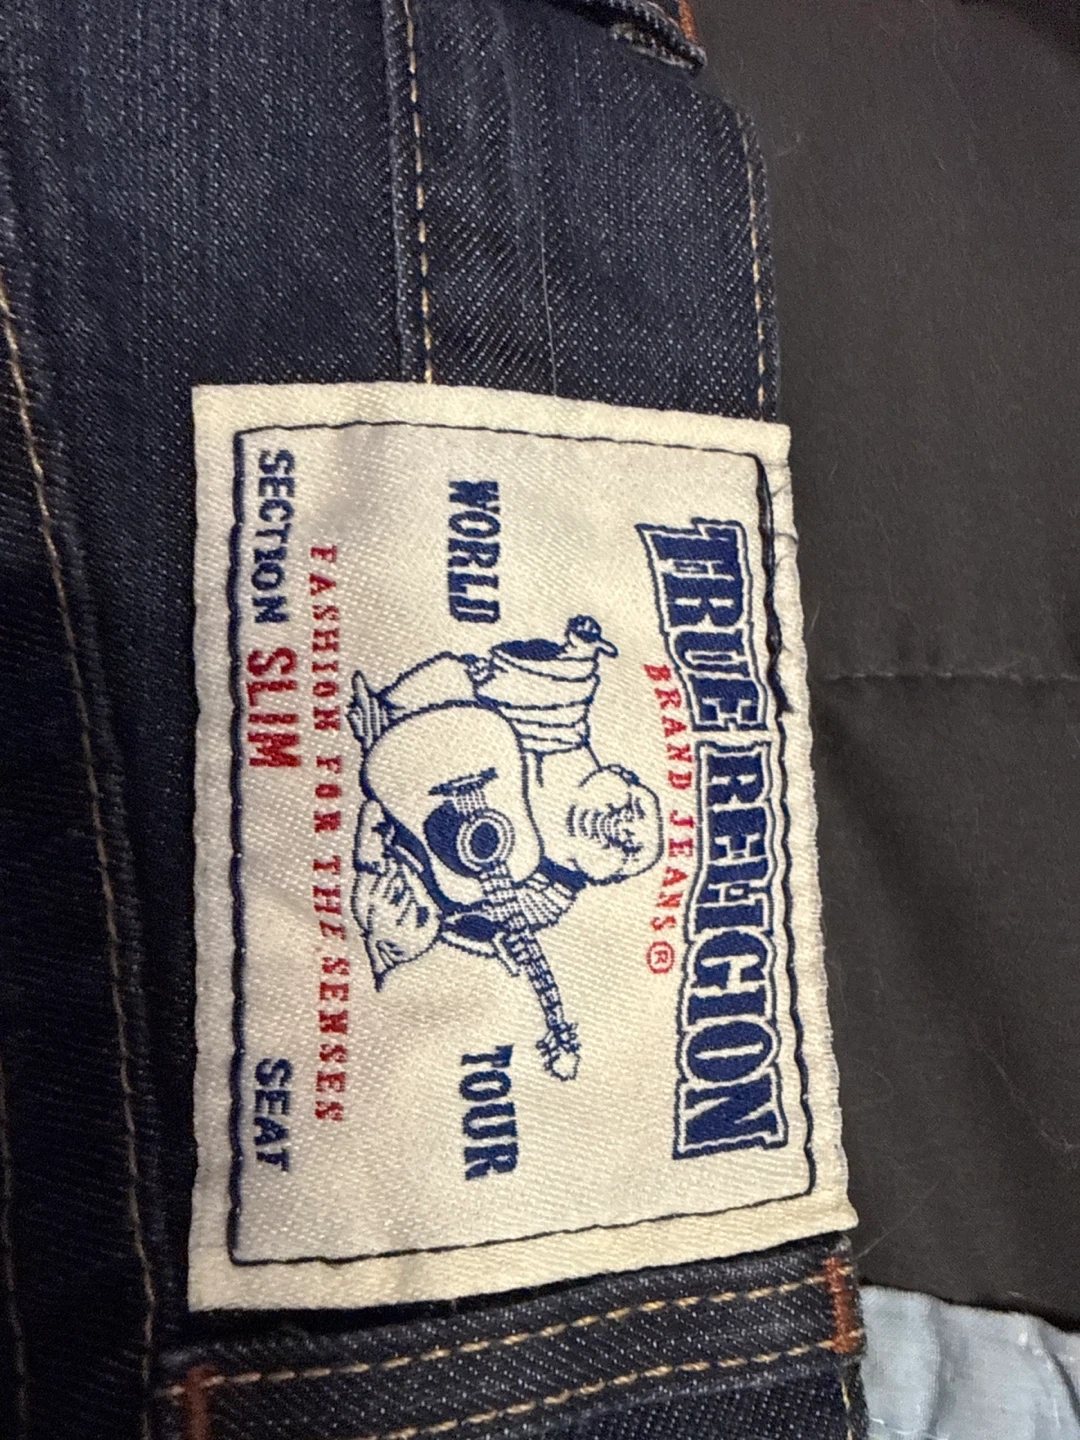 TRUE RELIGION
BRAND JEANS®
WORLD TOUR
FASHION FOR THE SENSES
SECTION SLIM SEAT